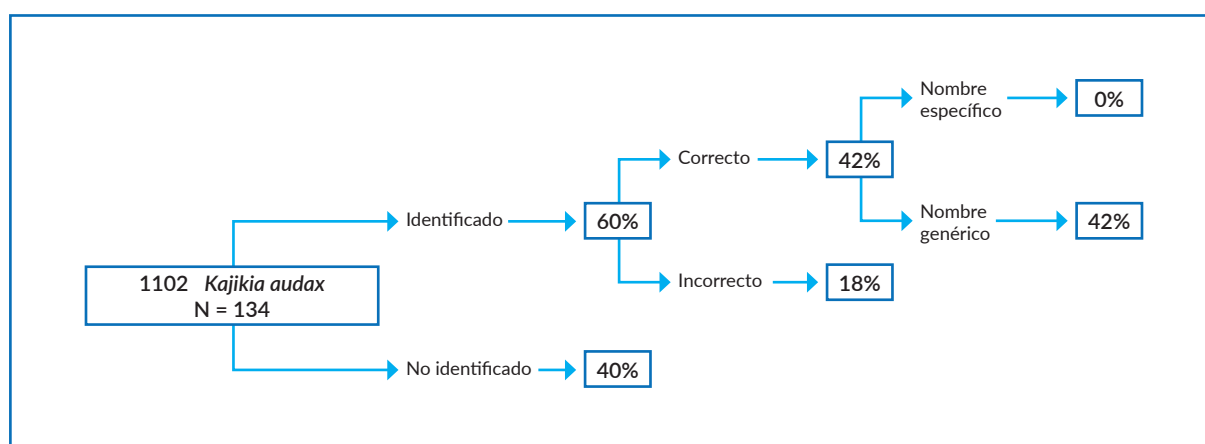 Nombre
específico
0%
Correcto
42%
Identificado
60%
Nombre
genérico
42%
Incorrecto
18%
1102 Kajikia audax
N = 134
No identificado
40%